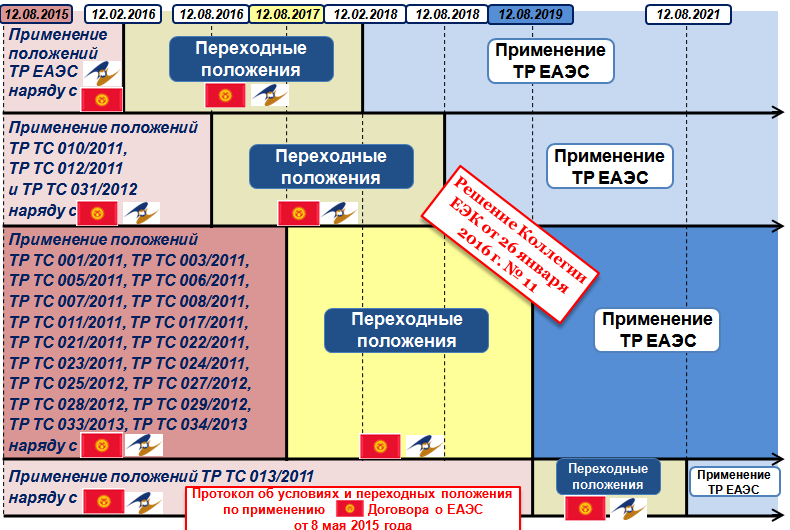 12.08.2015 12.02.2016 12.08.2016 12.08.2017 12.02.2018 12.08.2018 12.08.2019 12.08.2021
Применение
положений
ТР ЕАЭС
наряду с
Переходные
положения
Применение
ТР ЕАЭС
Применение положений
ТР ТС 010/2011,
ТР ТС 012/2011
и ТР ТС 031/2012
наряду с
Переходные
положения
Применение
ТР ЕАЭС
Решение Коллегии
ЕЭК от 26 января
2016 г. № 11
Применение положений
ТР ТС 001/2011, ТР ТС 003/2011,
ТР ТС 005/2011, ТР ТС 006/2011,
ТР ТС 007/2011, ТР ТС 008/2011,
ТР ТС 011/2011, ТР ТС 017/2011,
ТР ТС 021/2011, ТР ТС 022/2011,
ТР ТС 023/2011, ТР ТС 024/2011,
ТР ТС 025/2012, ТР ТС 027/2012,
ТР ТС 028/2012, ТР ТС 029/2012,
ТР ТС 033/2013, ТР ТС 034/2013
наряду с
Переходные
положения
Применение
ТР ЕАЭС
Применение положений ТР ТС 013/2011
наряду с
Протокол об условиях и переходных положения
по применению Договора о ЕАЭС
от 8 мая 2015 года
Переходные
положения
Применение
ТР ЕАЭС